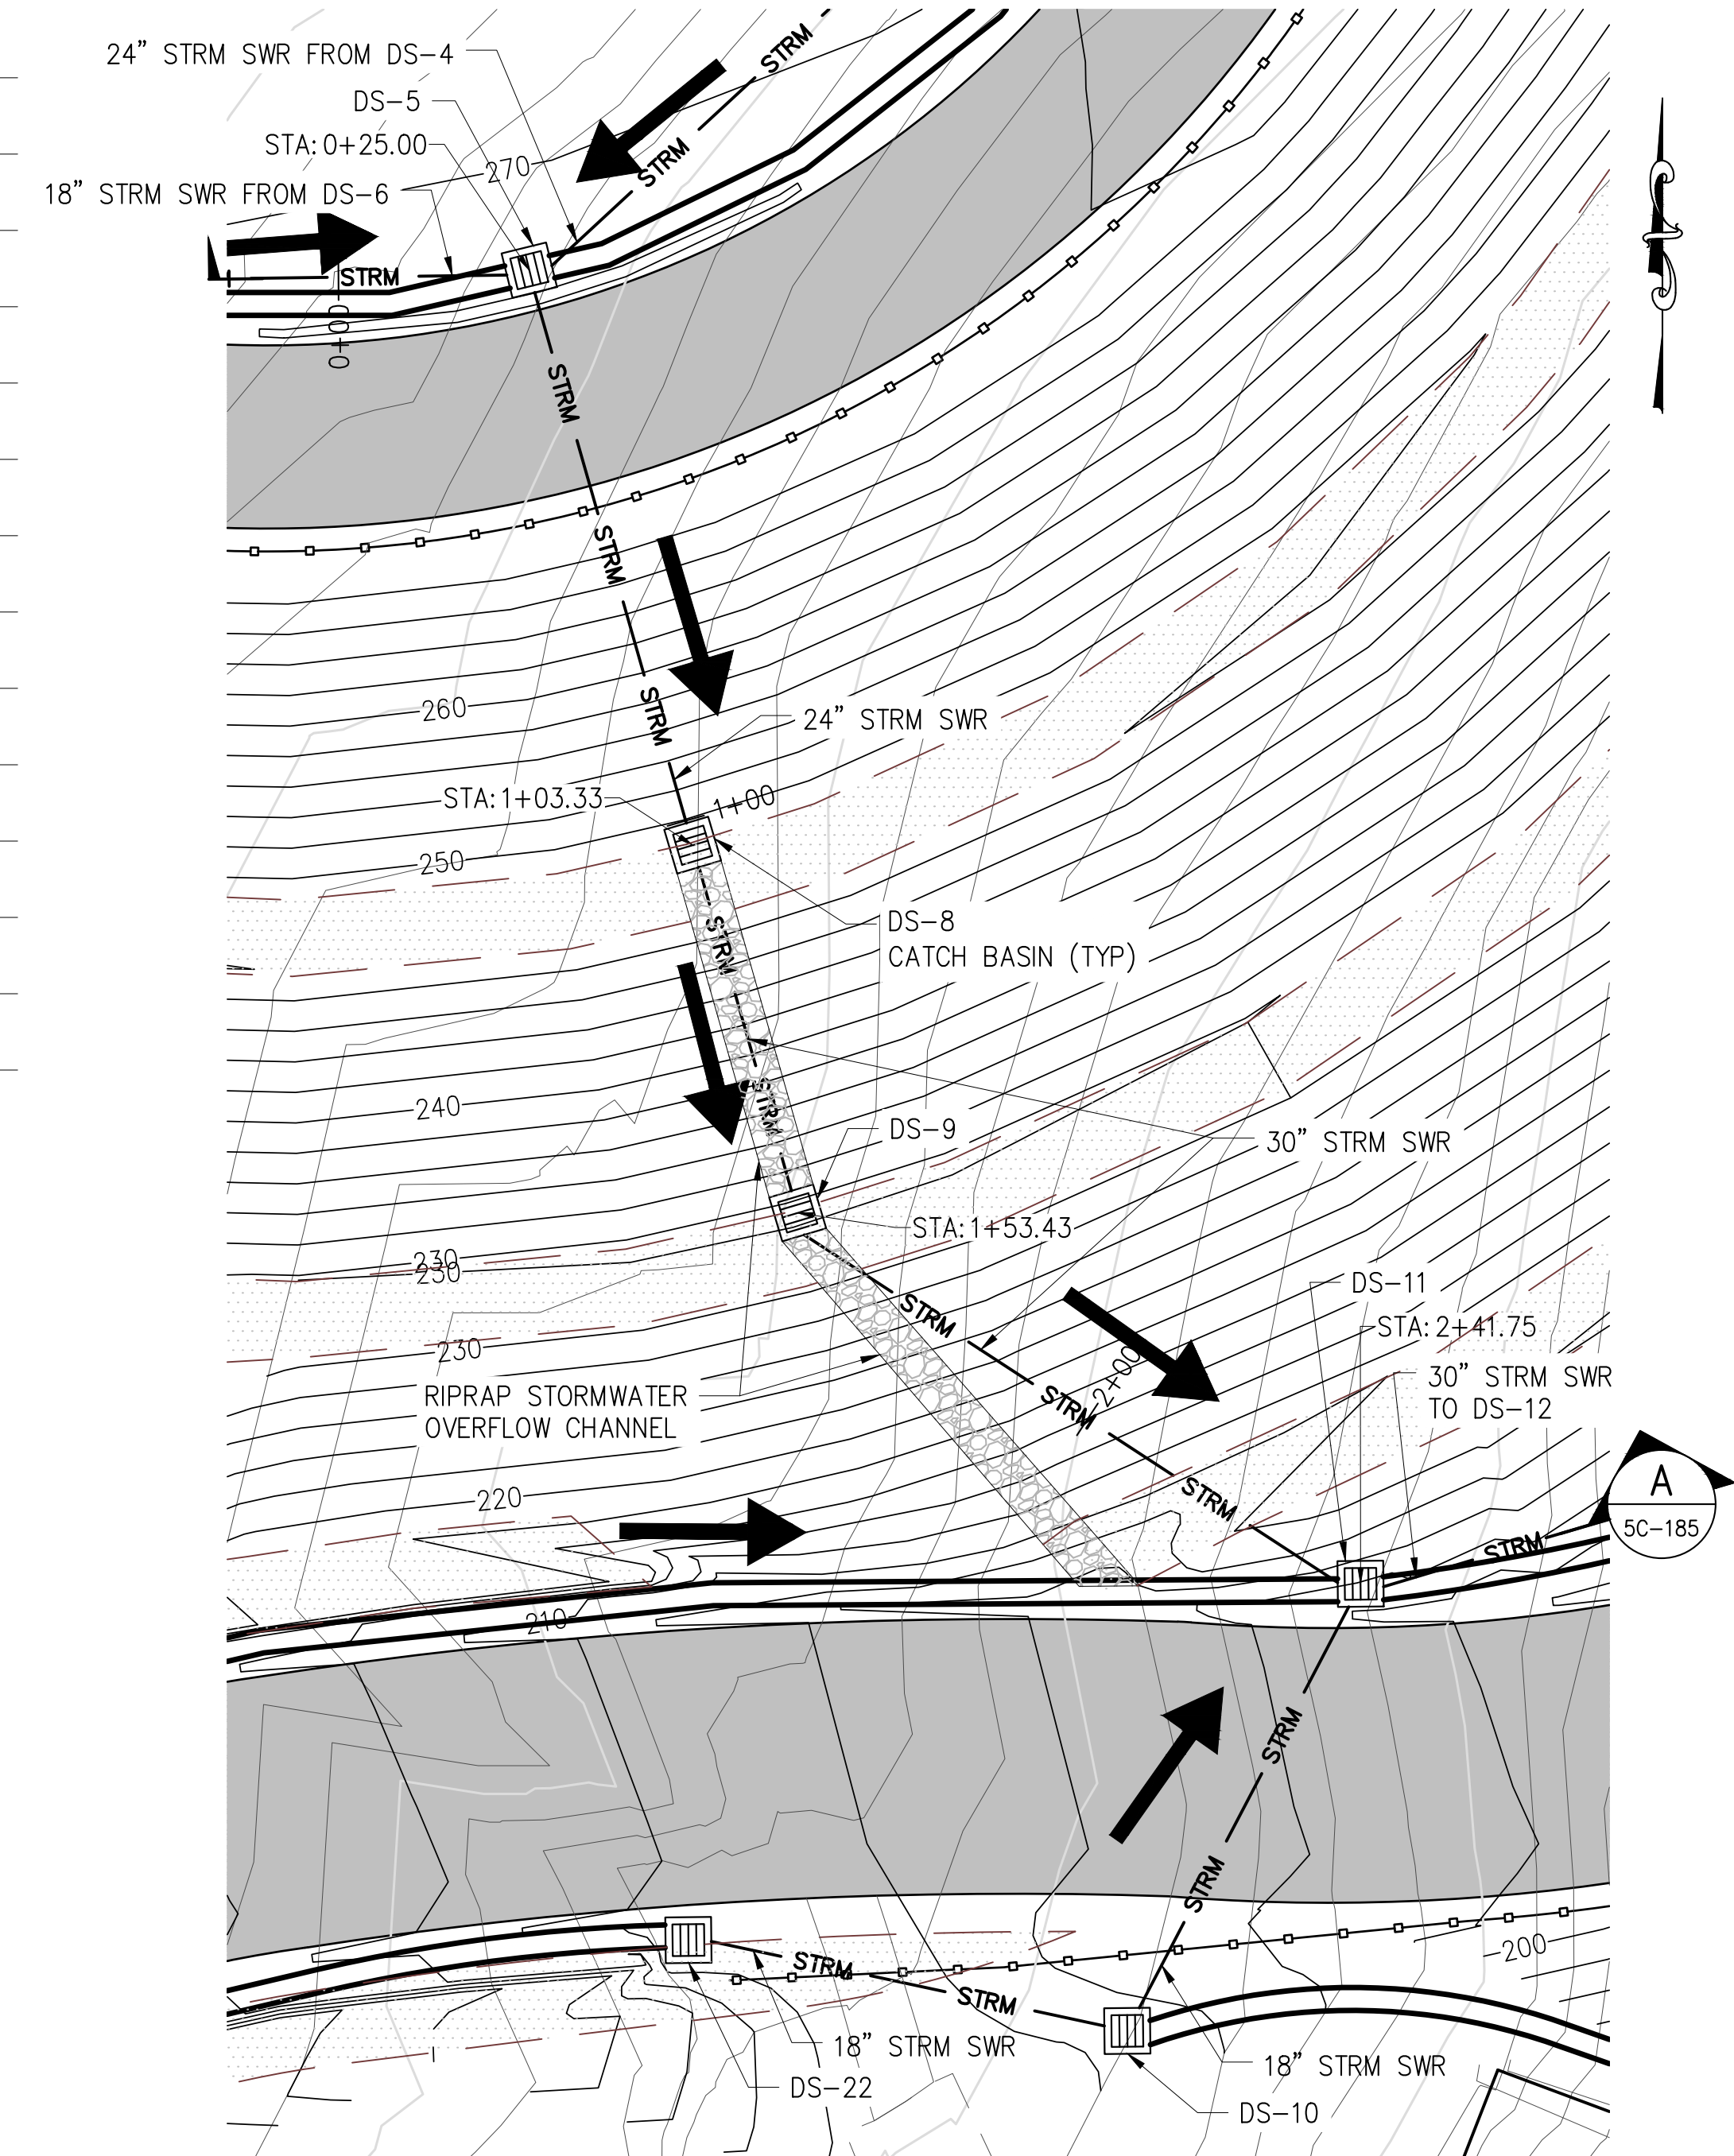 24” STRM SWR FROM DS-4
STRM
DS-5
STA: 0+25.00
270
STRM
18” STRM SWR FROM DS-6
STRM
0+00
STRM
STRM
260
STRM
24” STRM SWR
STA: 1+03.33
1+00
250
DS-8
CATCH BASIN (TYP)
STRM
240
STRM
DS-9
30” STRM SWR
STA: 1+53.43
230
230
DS-11
STRM
STA: 2+41.75
230
2+00
30” STRM SWR
TO DS-12
RIPRAP STORMWATER
OVERFLOW CHANNEL
STRM
A
5C-185
220
STRM
STRM
210
STRM
STRM
200
STRM
STRM
18” STRM SWR
18” STRM SWR
DS-22
DS-10